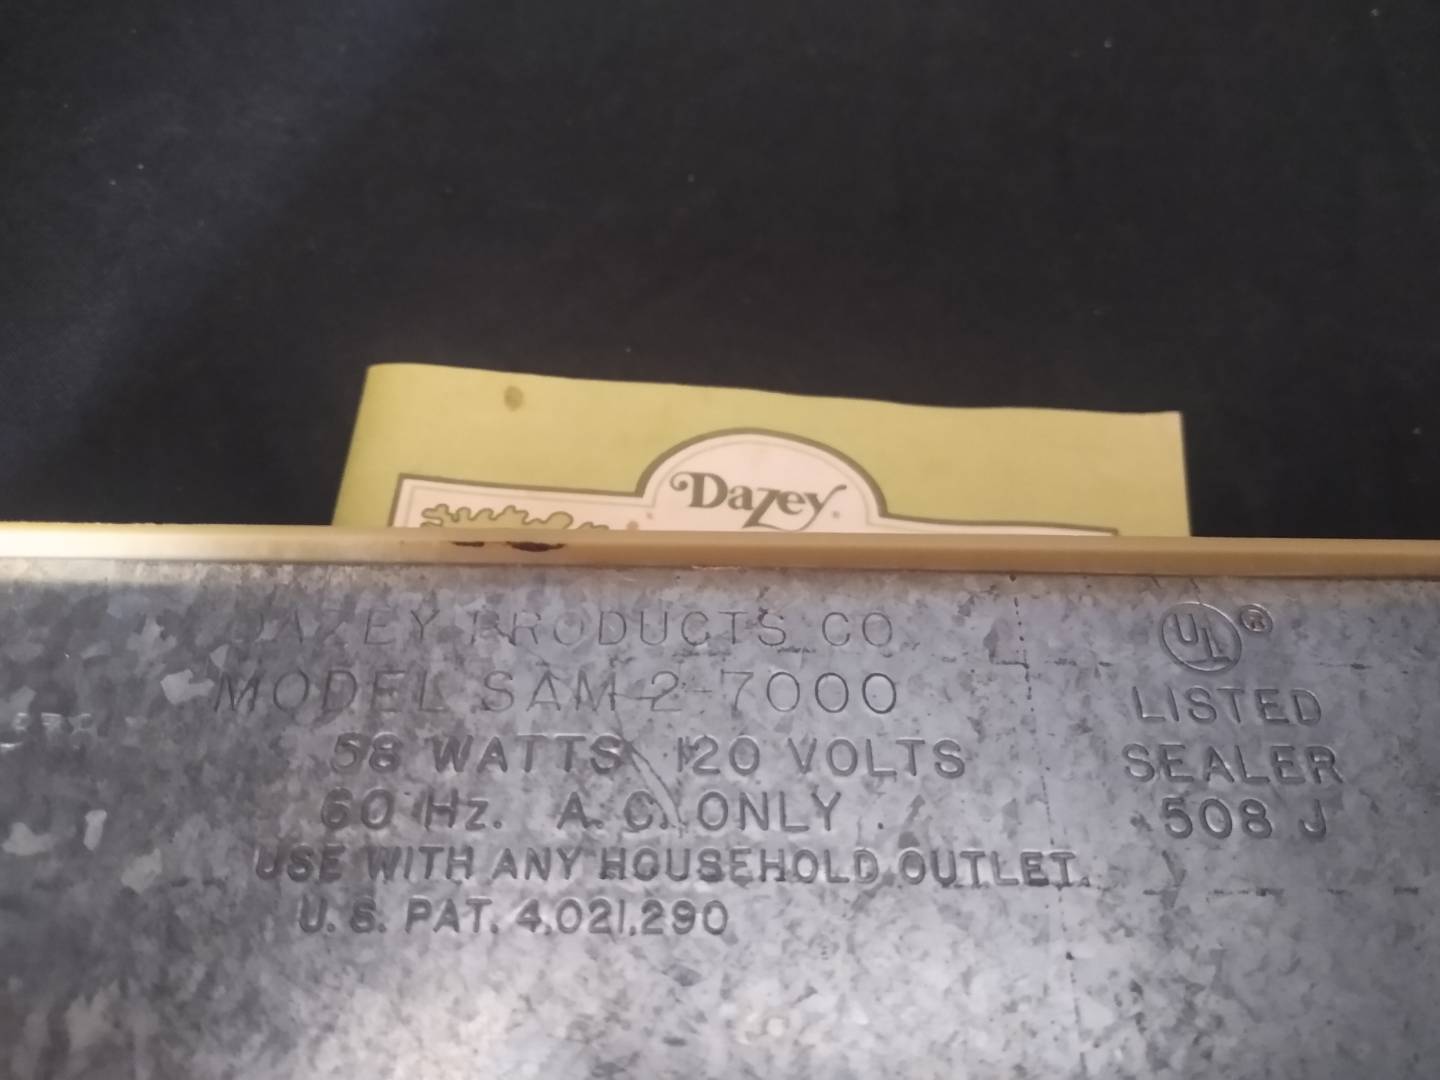 Dazey®
DAZEY PRODUCTS CO.
MODEL SAM-2-7000
58 WATTS 120 VOLTS
60 Hz. A.C. ONLY
USE WITH ANY HOUSEHOLD OUTLET.
U.S. PAT. 4,021,290
UL®
LISTED
SEALER
508 J